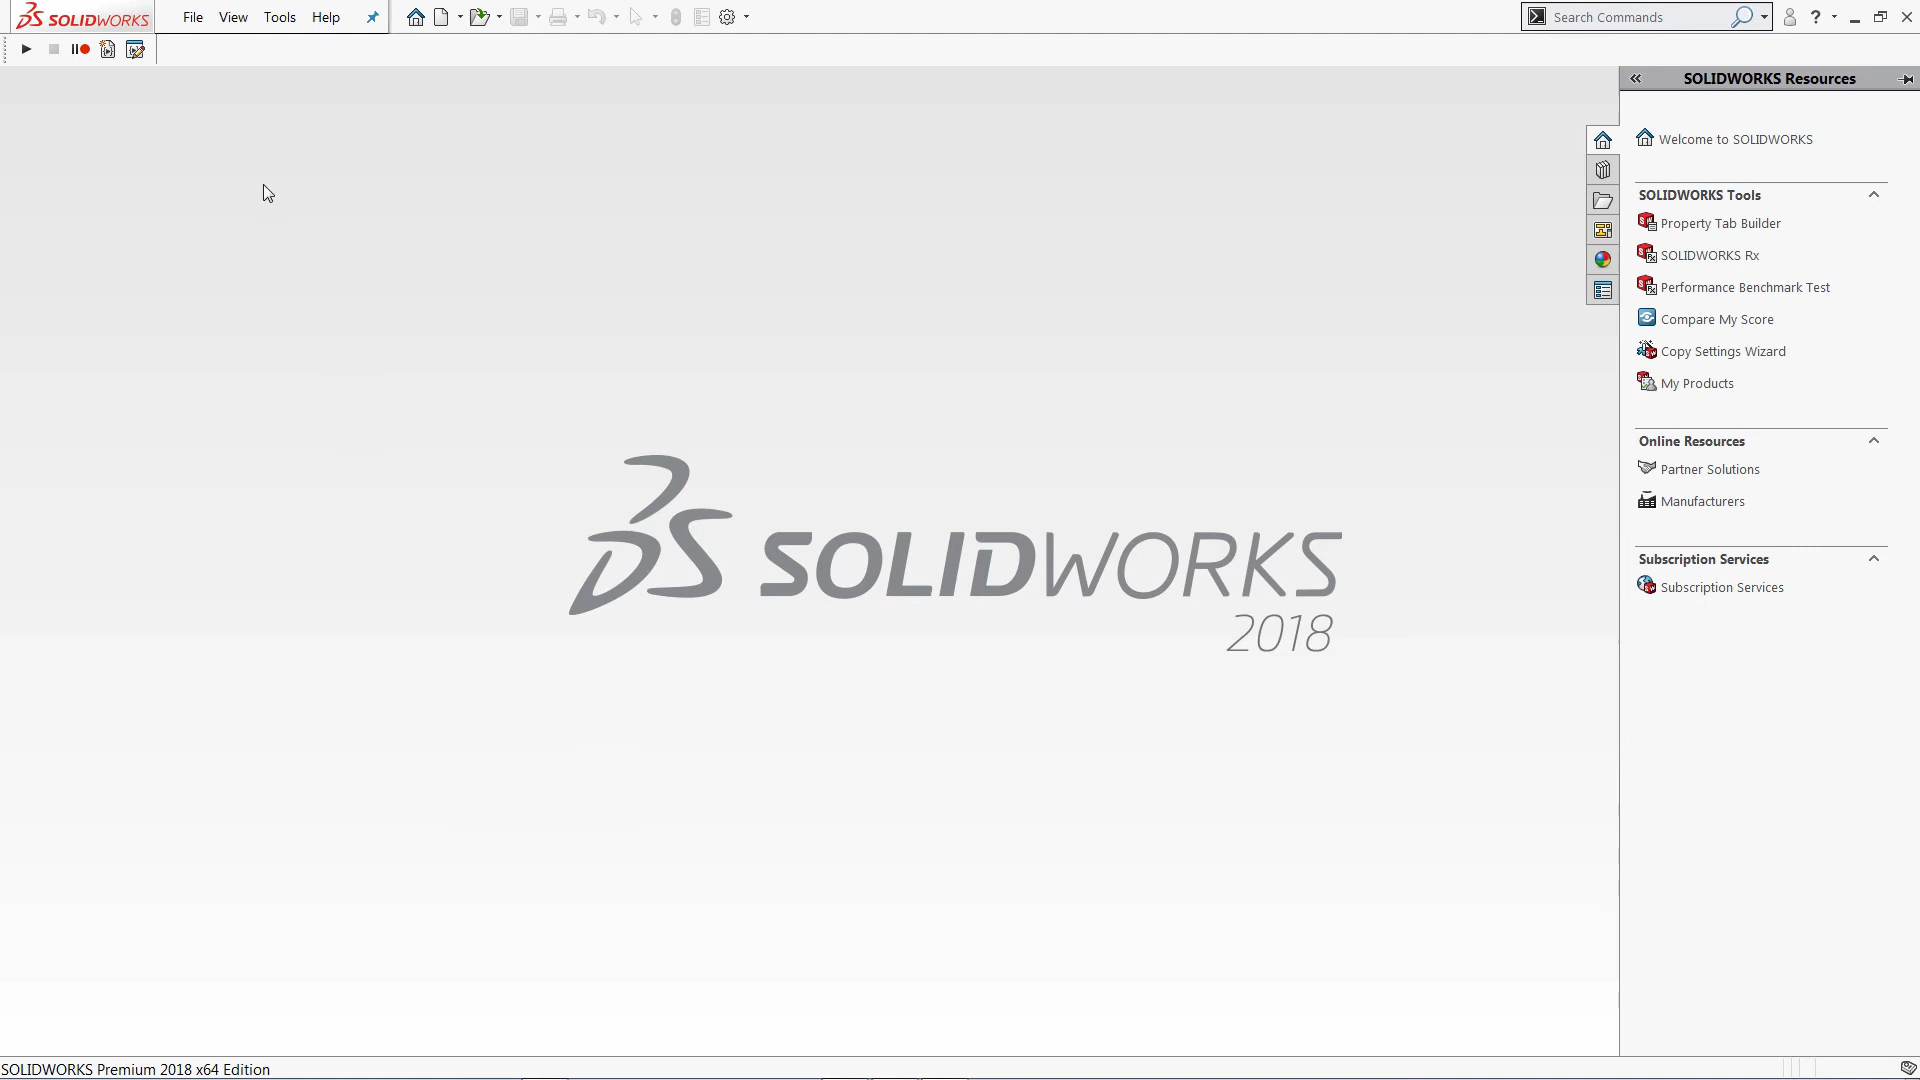 SOLIDWORKS File View Tools Help Search Commands ?
SOLIDWORKS Resources
Welcome to SOLIDWORKS
SOLIDWORKS Tools
Property Tab Builder
SOLIDWORKS Rx
Performance Benchmark Test
Compare My Score
Copy Settings Wizard
My Products
Online Resources
Partner Solutions
Manufacturers
Subscription Services
Subscription Services
SOLIDWORKS
2018
SOLIDWORKS Premium 2018 x64 Edition